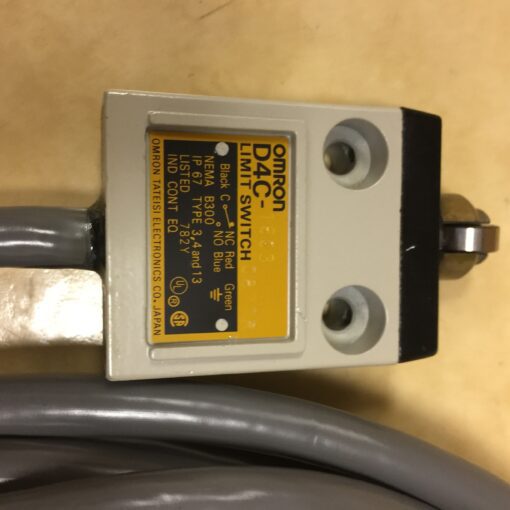 OMRON
D4C-
LIMIT SWITCH
Black C NC Red Green
NO Blue
NEMA B300
IP 67 TYPE 3,4 and 13
LISTED 782Y
IND CONT EQ
UL
OMRON TATEISI ELECTRONICS CO., JAPAN